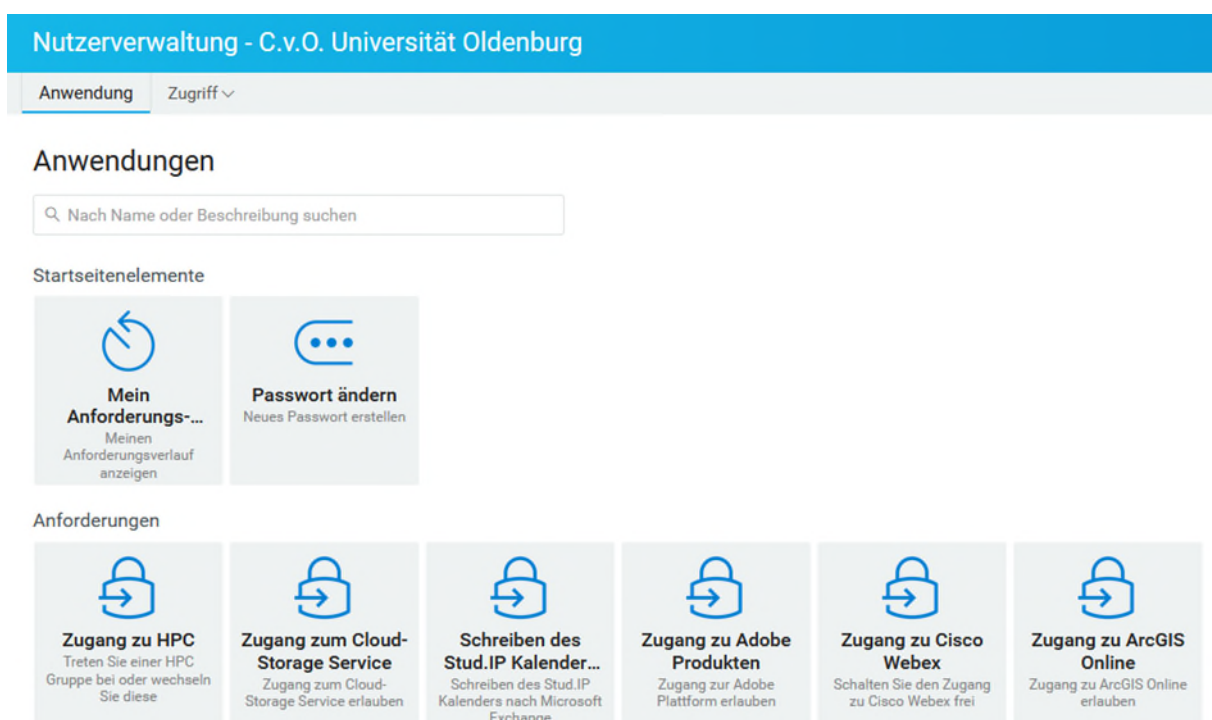 Nutzerverwaltung - C.v.O. Universität Oldenburg
Anwendung Zugriff
Anwendungen
Nach Name oder Beschreibung suchen
Startseitenelemente
Mein
Anforderungs-...
Meinen
Anforderungsverlauf
anzeigen
Passwort ändern
Neues Passwort erstellen
Anforderungen
Zugang zu HPC
Treten Sie einer HPC
Gruppe bei oder wechseln
Sie diese
Zugang zum Cloud-
Storage Service
Zugang zum Cloud-
Storage Service erlauben
Schreiben des
Stud.IP Kalender...
Schreiben des Stud.IP
Kalenders nach Microsoft
Exchange
Zugang zu Adobe
Produkten
Zugang zur Adobe
Plattform erlauben
Zugang zu Cisco
Webex
Schalten Sie den Zugang
zu Cisco Webex frei
Zugang zu ArcGIS
Online
Zugang zu ArcGIS Online
erlauben